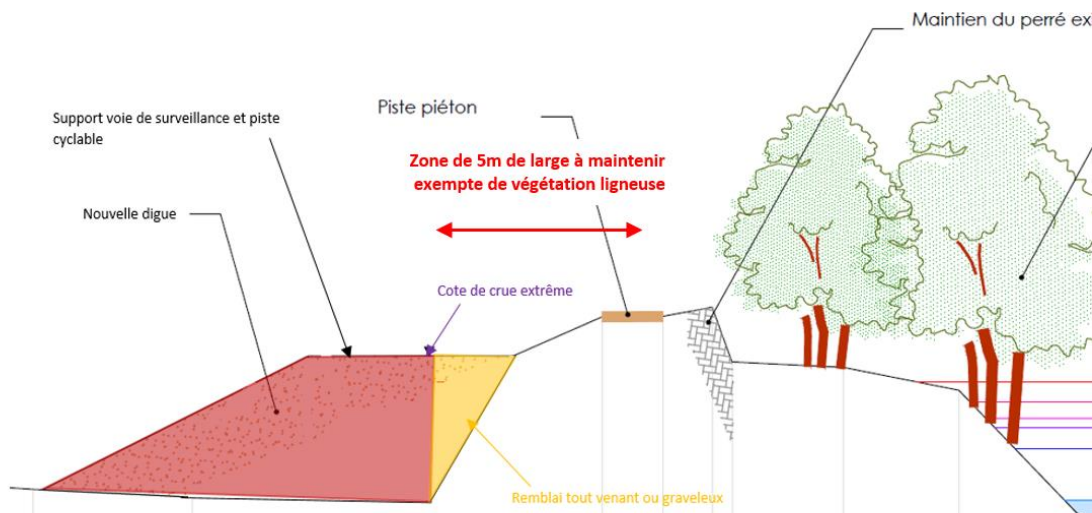 Maintien du perré ex
Piste piéton
Support voie de surveillance et piste
cyclable
Zone de 5m de large à maintenir
exempte de végétation ligneuse
Nouvelle digue
Cote de crue extrême
Remblai tout venant ou graveleux